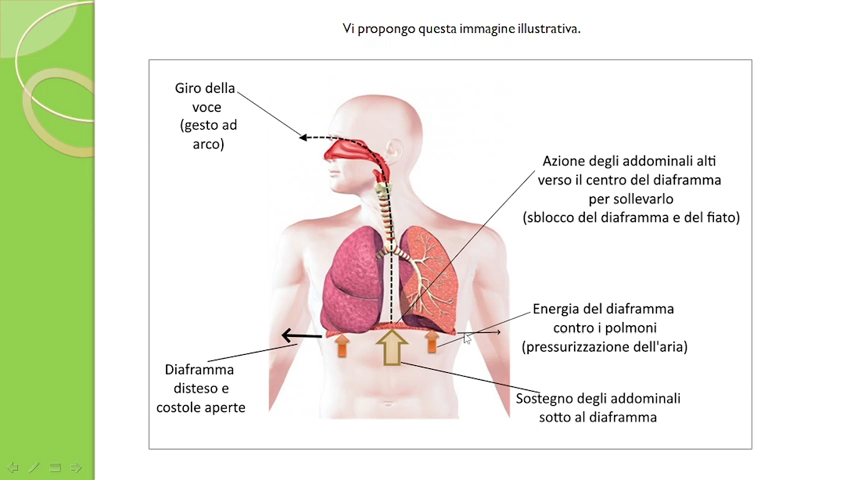 Vi propongo questa immagine illustrativa.
Giro della
voce
(gesto ad
arco)
Azione degli addominali alti
verso il centro del diaframma
per sollevarlo
(sblocco del diaframma e del fiato)
Energia del diaframma
contro i polmoni
(pressurizzazione dell'aria)
Diaframma
disteso e
costole aperte
Sostegno degli addominali
sotto al diaframma